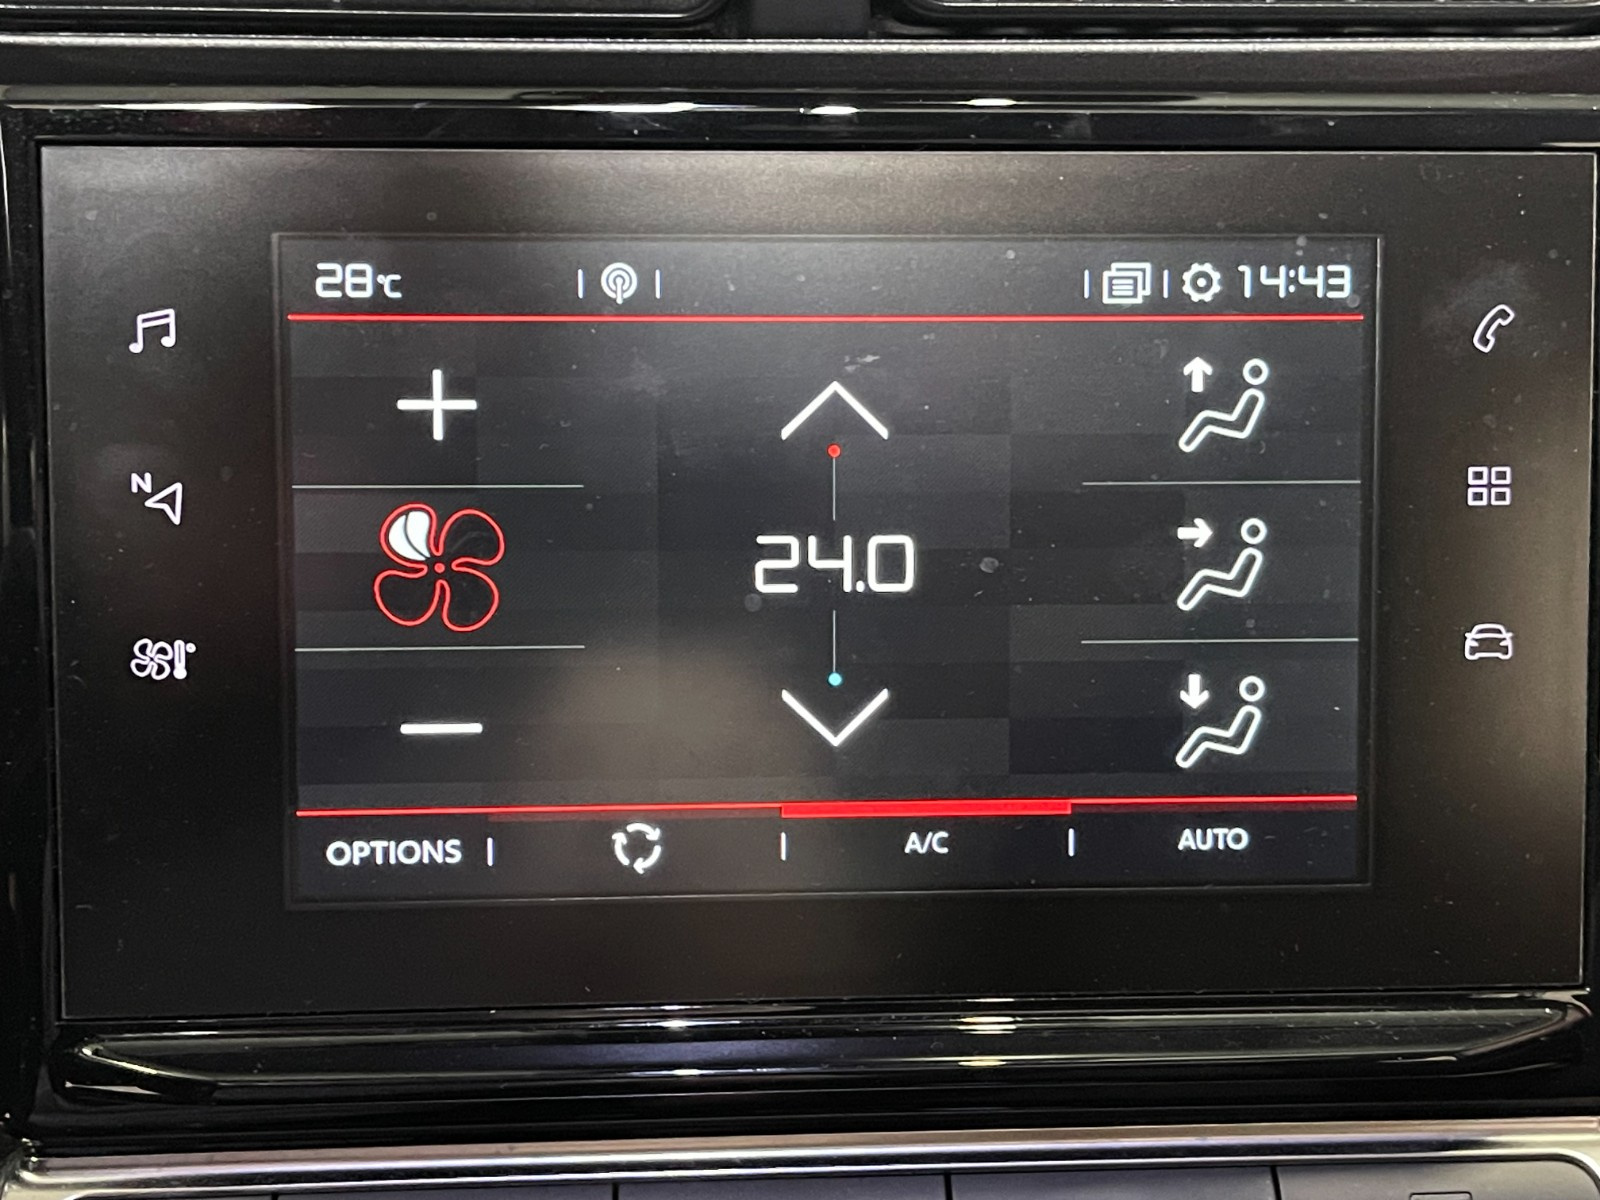 28°C 14:43
N
24.0
OPTIONS A/C AUTO